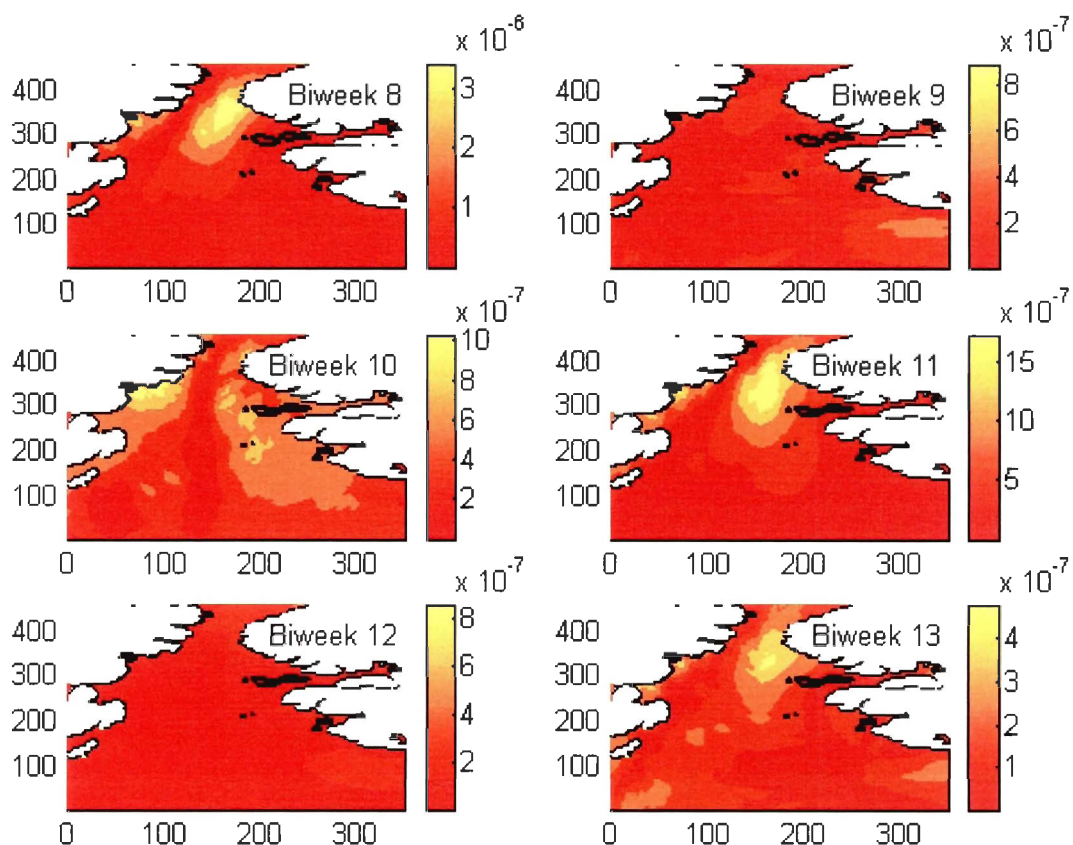 x 10⁻⁶ x 10⁻⁷
400 Biweek 8 3 400 Biweek 9 8
300 300 6
200 2 200 4
100 1 100 2
0 100 200 300 0 100 200 300
x 10⁻⁷ x 10⁻⁷
400 Biweek 10 10 400 Biweek 11 15
300 8 300
200 6 200 10
100 4 100 5
2
0 100 200 300 0 100 200 300
x 10⁻⁷ x 10⁻⁷
400 Biweek 12 8 400 Biweek 13 4
300 6 300 3
200 4 200 2
100 2 100 1
0 100 200 300 0 100 200 300